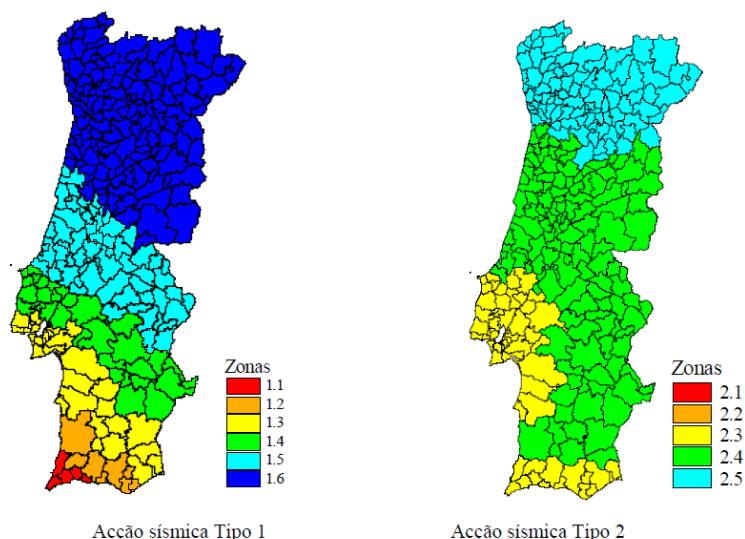 Zonas
1.1
1.2
1.3
1.4
1.5
1.6
Zonas
2.1
2.2
2.3
2.4
2.5
Acção sísmica Tipo 1
Acção sísmica Tipo 2